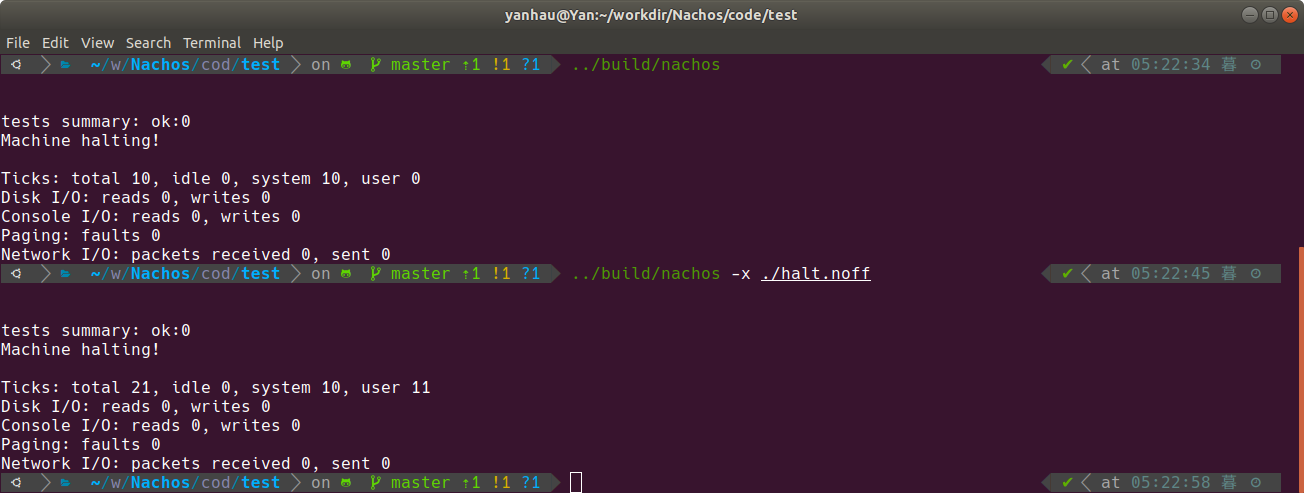 yanhau@Yan:~/workdir/Nachos/code/test
File Edit View Search Terminal Help
~/w/Nachos/cod/test on master ⇡1 !1 ?1 ../build/nachos ✔ at 05:22:34 暮
tests summary: ok:0
Machine halting!
Ticks: total 10, idle 0, system 10, user 0
Disk I/O: reads 0, writes 0
Console I/O: reads 0, writes 0
Paging: faults 0
Network I/O: packets received 0, sent 0
~/w/Nachos/cod/test on master ⇡1 !1 ?1 ../build/nachos -x ./halt.noff ✔ at 05:22:45 暮
tests summary: ok:0
Machine halting!
Ticks: total 21, idle 0, system 10, user 11
Disk I/O: reads 0, writes 0
Console I/O: reads 0, writes 0
Paging: faults 0
Network I/O: packets received 0, sent 0
~/w/Nachos/cod/test on master ⇡1 !1 ?1 ✔ at 05:22:58 暮